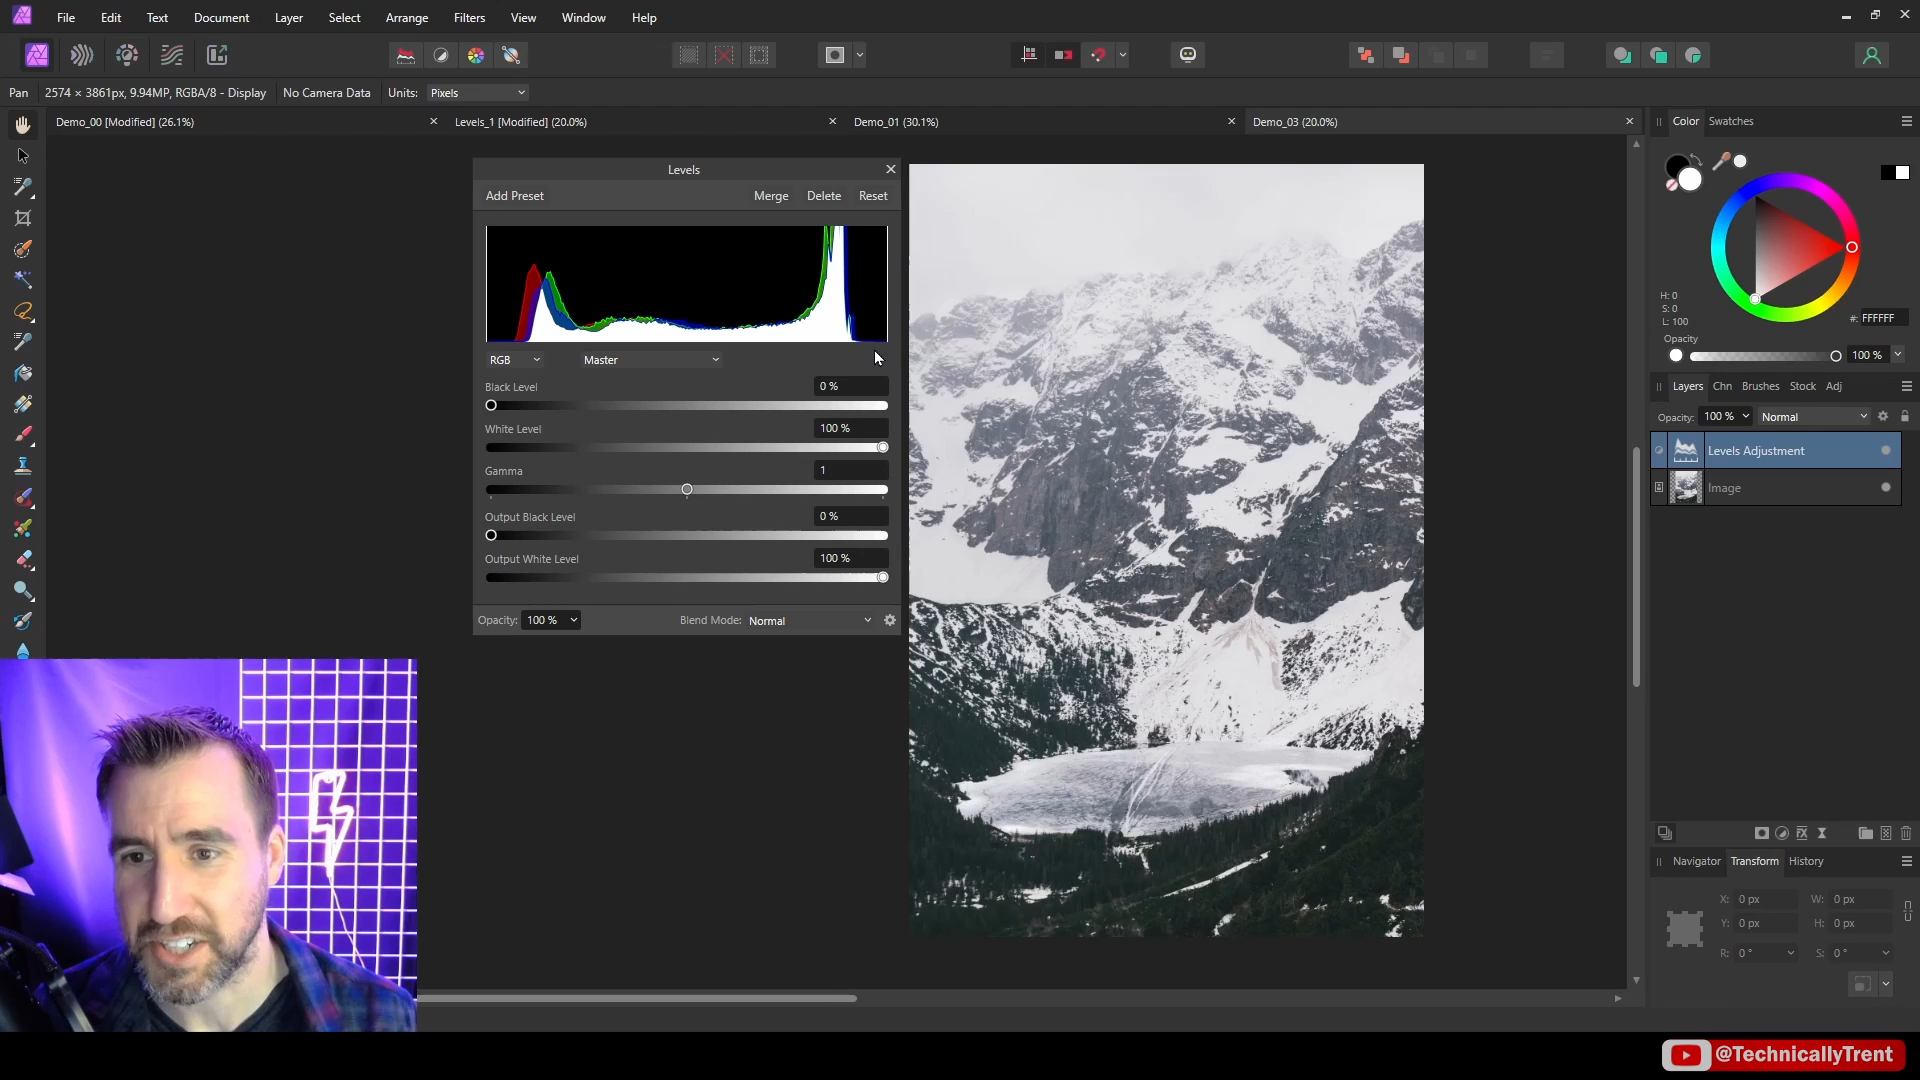 File Edit Text Document Layer Select Arrange Filters View Window Help
Pan 2574 × 3861px, 9.94MP, RGBA/8 - Display No Camera Data Units: Pixels
Demo_00 [Modified] (26.1%) Levels_1 [Modified] (20.0%) Demo_01 (30.1%) Demo_03 (20.0%)
Color Swatches
Levels
Add Preset Merge Delete Reset
RGB Master
Black Level 0 %
White Level 100 %
Gamma 1
Output Black Level 0 %
Output White Level 100 %
Opacity: 100 % Blend Mode: Normal
H: 0
S: 0
L: 100
#: FFFFFF
Opacity
100 %
Layers Chn Brushes Stock Adj
Opacity: 100 % Normal
Levels Adjustment
Image
Navigator Transform History
X: 0 px W: 0 px
Y: 0 px H: 0 px
R: 0 ° S: 0 °
@TechnicallyTrent